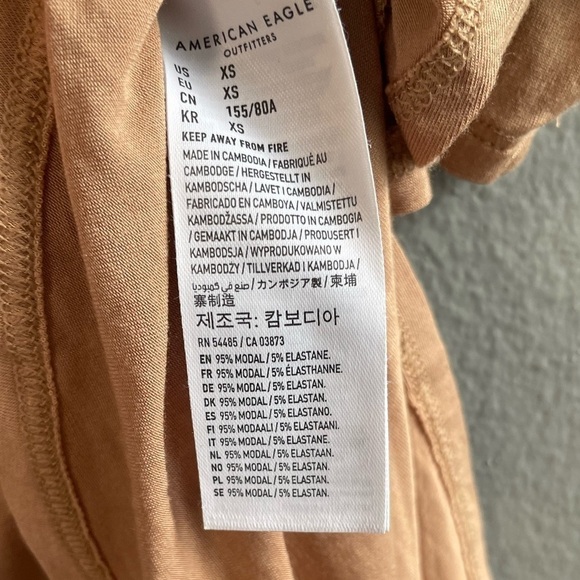 AMERICAN EAGLE
OUTFITTERS
US XS
EU XS
CN 155/80A
KR XS
KEEP AWAY FROM FIRE
MADE IN CAMBODIA / FABRIQUÉ AU
CAMBODGE / HERGESTELLT IN
KAMBODSCHA / LAVET I CAMBODIA /
FABRICADO EN CAMBOYA / VALMISTETTU
KAMBODŽASSA / PRODOTTO IN CAMBOGIA
/ GEMAAKT IN CAMBODJA / PRODUSERT I
KAMBODSJA / WYPRODUKOWANO W
KAMBODŻY / TILLVERKAD I KAMBODJA /
صنع في كمبوديا / カンボジア製 / 柬埔
寨制造
제조국: 캄보디아
RN 54485 / CA 03873
EN 95% MODAL / 5% ELASTANE.
FR 95% MODAL / 5% ÉLASTHANNE.
DE 95% MODAL / 5% ELASTAN.
DK 95% MODAL / 5% ELASTAN.
ES 95% MODAL / 5% ELASTANO.
FI 95% MODAALI / 5% ELASTAANI.
IT 95% MODAL / 5% ELASTANE.
NL 95% MODAL / 5% ELASTAAN.
NO 95% MODAL / 5% ELASTAN.
PL 95% MODAL / 5% ELASTAN.
SE 95% MODAL / 5% ELASTAN.